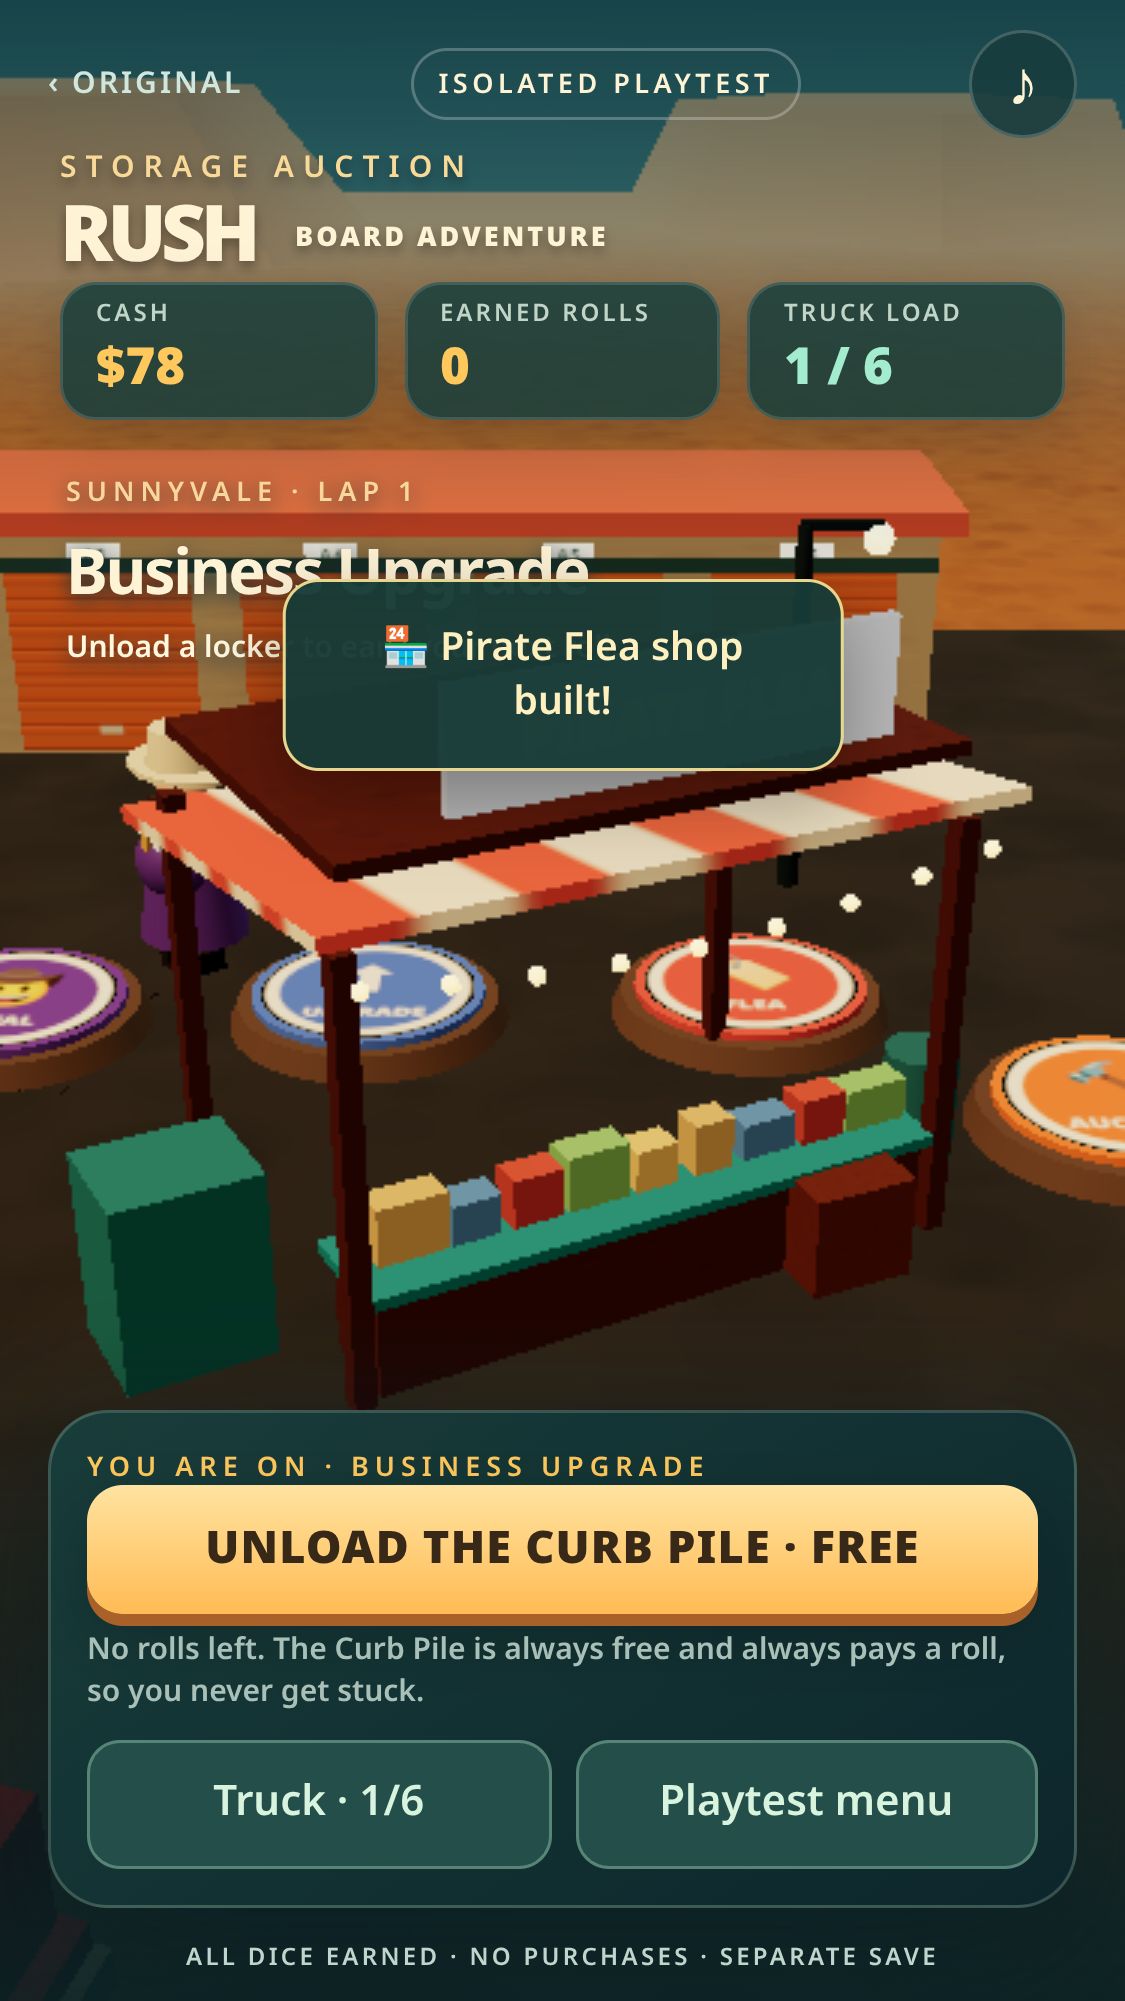 ‹ ORIGINAL
ISOLATED PLAYTEST
STORAGE AUCTION
RUSH BOARD ADVENTURE
CASH
$78
EARNED ROLLS
0
TRUCK LOAD
1 / 6
SUNNYVALE · LAP 1
Business Upgrade
Unload a locker to
Pirate Flea shop
built!
FLEA
YOU ARE ON · BUSINESS UPGRADE
UNLOAD THE CURB PILE · FREE
No rolls left. The Curb Pile is always free and always pays a roll,
so you never get stuck.
Truck · 1/6
Playtest menu
ALL DICE EARNED · NO PURCHASES · SEPARATE SAVE